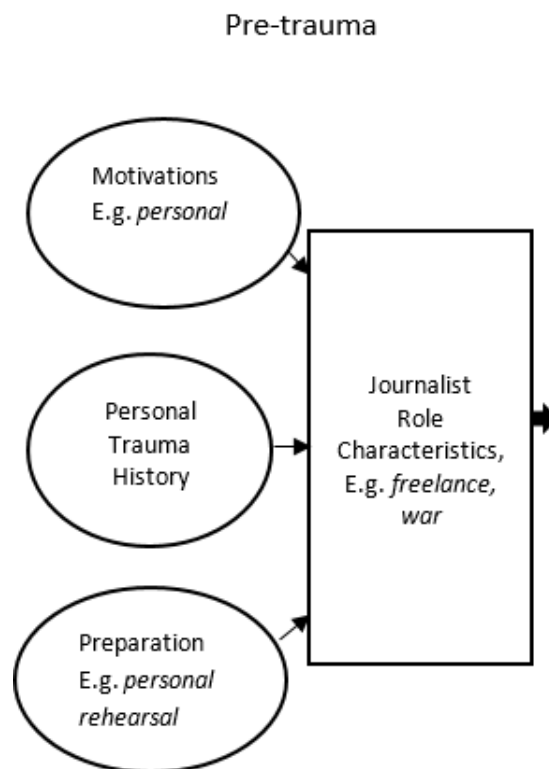 Pre-trauma
Motivations
E.g. personal
Personal
Trauma
History
Preparation
E.g. personal
rehearsal
Journalist
Role
Characteristics,
E.g. freelance,
war